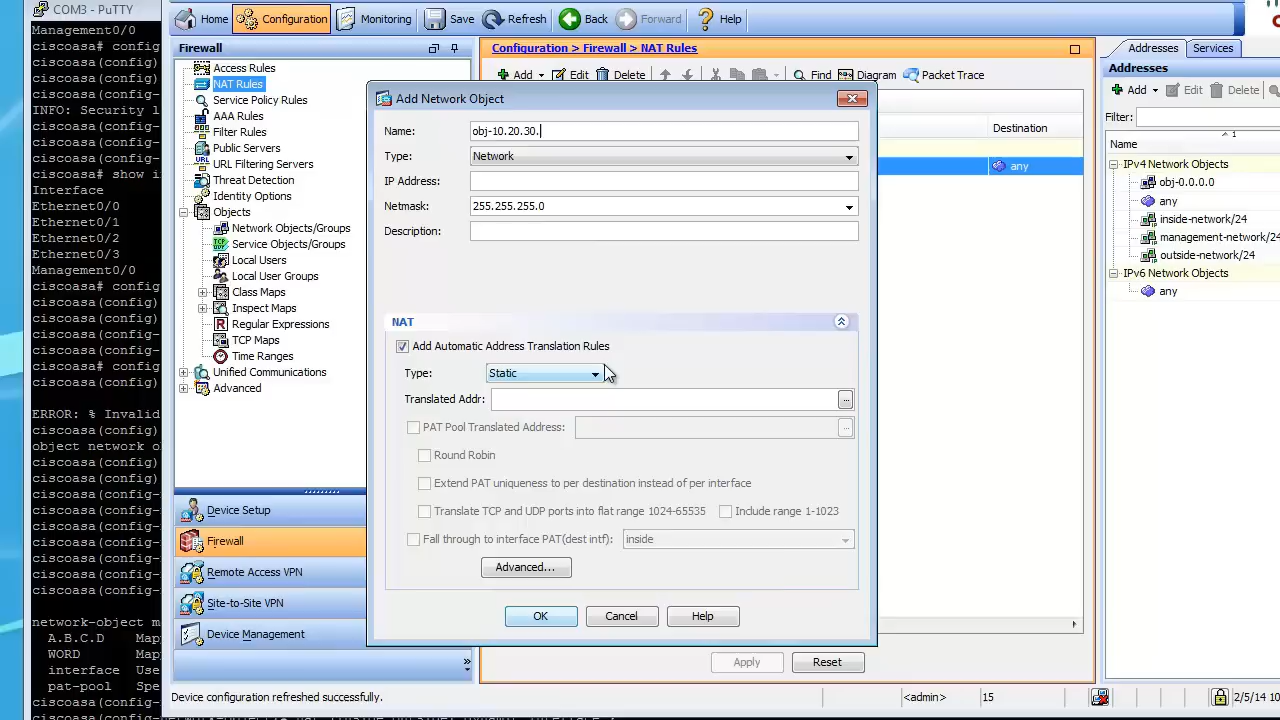 COM3 - PuTTY
Management0/0
ciscoasa# config
ciscoasa(config)
ciscoasa(config-
ciscoasa(config-
INFO: Security l
ciscoasa(config-
ciscoasa(config-
ciscoasa(config-
ciscoasa# show i
Interface
Ethernet0/0
Ethernet0/1
Ethernet0/2
Ethernet0/3
Management0/0
ciscoasa# config
ciscoasa(config)
ciscoasa(config-
ciscoasa(config-
ciscoasa(config-
ciscoasa# config
ciscoasa(config)
ERROR: % Invalid
ciscoasa(config)
object network o
ciscoasa(config)
ciscoasa(config-
ciscoasa(config-
ciscoasa(config-
ciscoasa(config-
ciscoasa(config-
ciscoasa(config-
ciscoasa(config-
network-object m
A.B.C.D Map
WORD Map
interface Use
pat-pool Spe
ciscoasa(config-
Home Configuration Monitoring Save Refresh Back Forward Help
Firewall
Access Rules
NAT Rules
Service Policy Rules
AAA Rules
Filter Rules
Public Servers
URL Filtering Servers
Threat Detection
Identity Options
Objects
Network Objects/Groups
Service Objects/Groups
Local Users
Local User Groups
Class Maps
Inspect Maps
Regular Expressions
TCP Maps
Time Ranges
Unified Communications
Advanced
Device Setup
Firewall
Remote Access VPN
Site-to-Site VPN
Device Management
»
Configuration > Firewall > NAT Rules
Add Edit Delete Find Diagram Packet Trace
Destination
any
Add Network Object
Name: obj-10.20.30.
Type: Network
IP Address:
Netmask: 255.255.255.0
Description:
NAT
Add Automatic Address Translation Rules
Type: Static
Translated Addr: ...
PAT Pool Translated Address: ...
Round Robin
Extend PAT uniqueness to per destination instead of per interface
Translate TCP and UDP ports into flat range 1024-65535 Include range 1-1023
Fall through to interface PAT(dest intf): inside
Advanced...
OK Cancel Help
Apply Reset
Addresses Services
Addresses
Add Edit Delete
Filter:
1
Name
IPv4 Network Objects
obj-0.0.0.0
any
inside-network/24
management-network/24
outside-network/24
IPv6 Network Objects
any
Device configuration refreshed successfully. <admin> 15 2/5/14 10